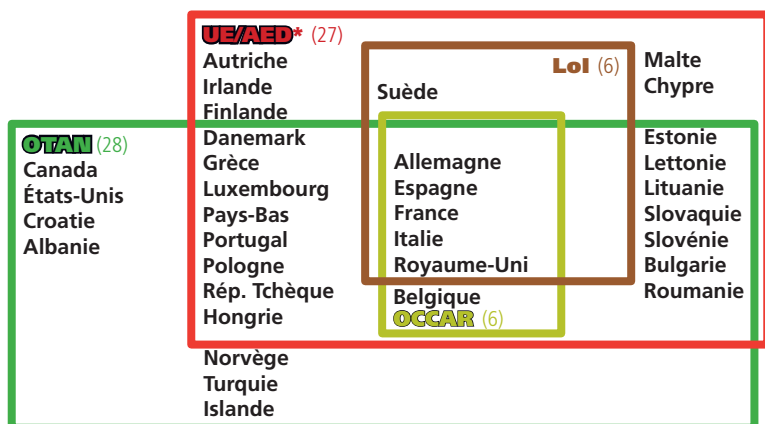 UE/AED* (27)
Autriche
Irlande
Finlande
Danemark
Grèce
Luxembourg
Pays-Bas
Portugal
Pologne
Rép. Tchèque
Hongrie
LoI (6)
Suède
Malte
Chypre
OTAN (28)
Canada
États-Unis
Croatie
Albanie
Allemagne
Espagne
France
Italie
Royaume-Uni
Belgique
OCCAR (6)
Estonie
Lettonie
Lituanie
Slovaquie
Slovénie
Bulgarie
Roumanie
Norvège
Turquie
Islande